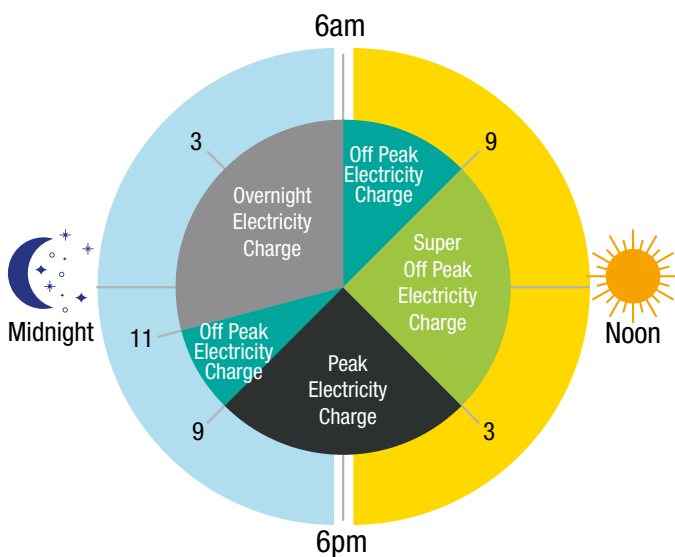 6am
3
9
Off Peak
Electricity
Charge
Overnight
Electricity
Charge
Super
Off Peak
Electricity
Charge
Midnight
Noon
11
Off Peak
Electricity
Charge
Peak
Electricity
Charge
9
3
6pm